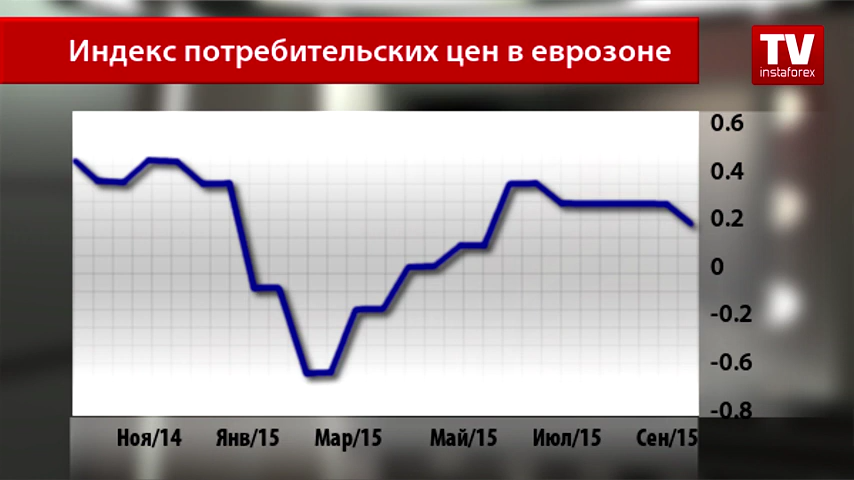 Индекс потребительских цен в еврозоне
TV
instaforex
0.6
0.4
0.2
0
-0.2
-0.6
-0.8
Ноя/14 Янв/15 Мар/15 Май/15 Июл/15 Сен/15